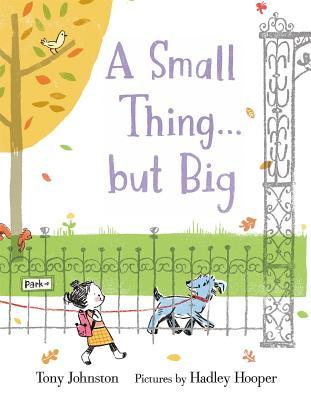 A Small
Thing...
but Big
Park→
Tony Johnston Pictures by Hadley Hooper